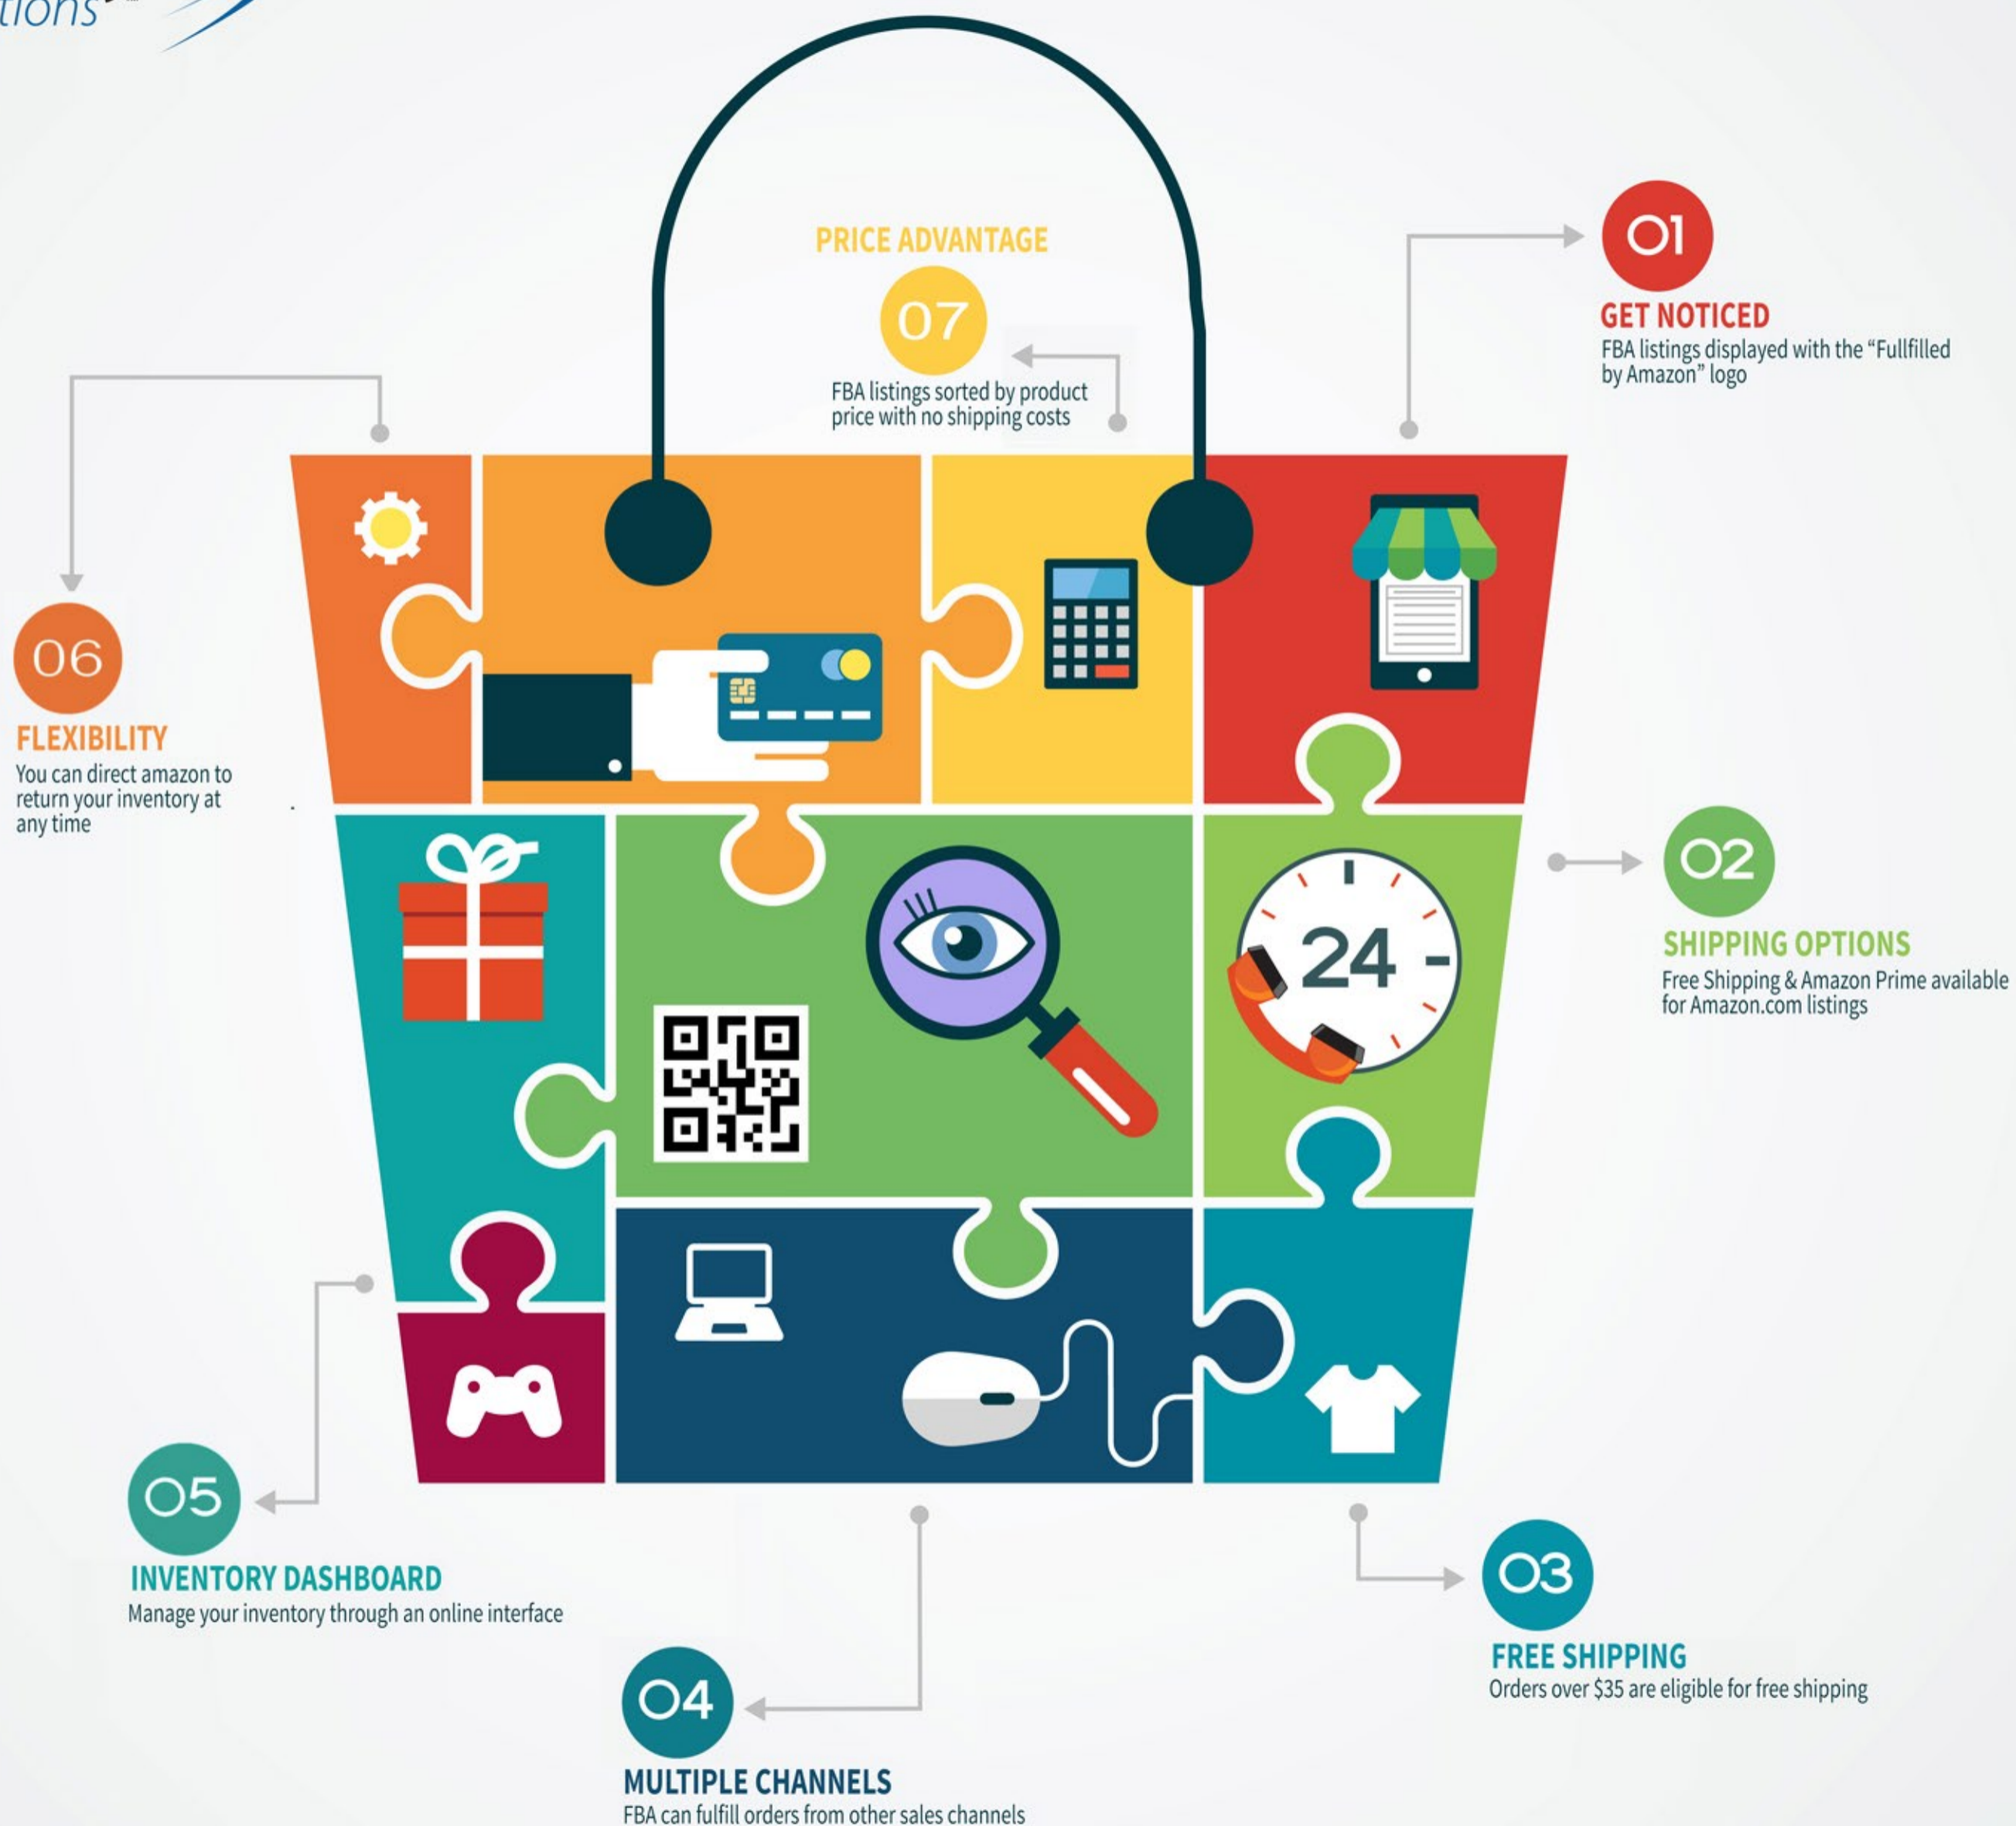 tions
PRICE ADVANTAGE
07
FBA listings sorted by product
price with no shipping costs
01
GET NOTICED
FBA listings displayed with the “Fullfilled
by Amazon” logo
06
FLEXIBILITY
You can direct amazon to
return your inventory at
any time
24
02
SHIPPING OPTIONS
Free Shipping & Amazon Prime available
for Amazon.com listings
05
INVENTORY DASHBOARD
Manage your inventory through an online interface
03
FREE SHIPPING
Orders over $35 are eligible for free shipping
04
MULTIPLE CHANNELS
FBA can fulfill orders from other sales channels